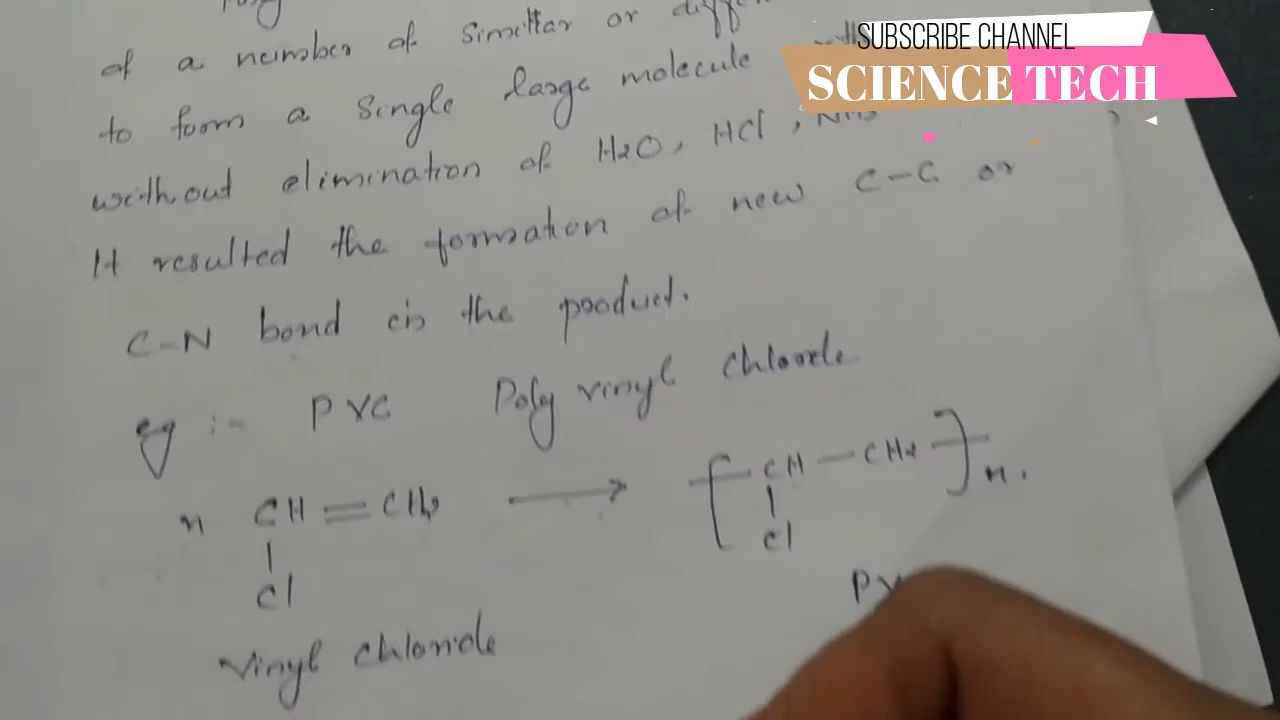 of a number of similar or
SUBSCRIBE CHANNEL
SCIENCE TECH
to form a single large molecule
without elimination of H2O, HCl, NH3
It resulted the formation of new C-C or
C-N bond in the product.
eg :- PVC Poly vinyl chloride
n CH=CH2 → [CH-CH2]n.
Cl Cl
PV
Vinyl chloride